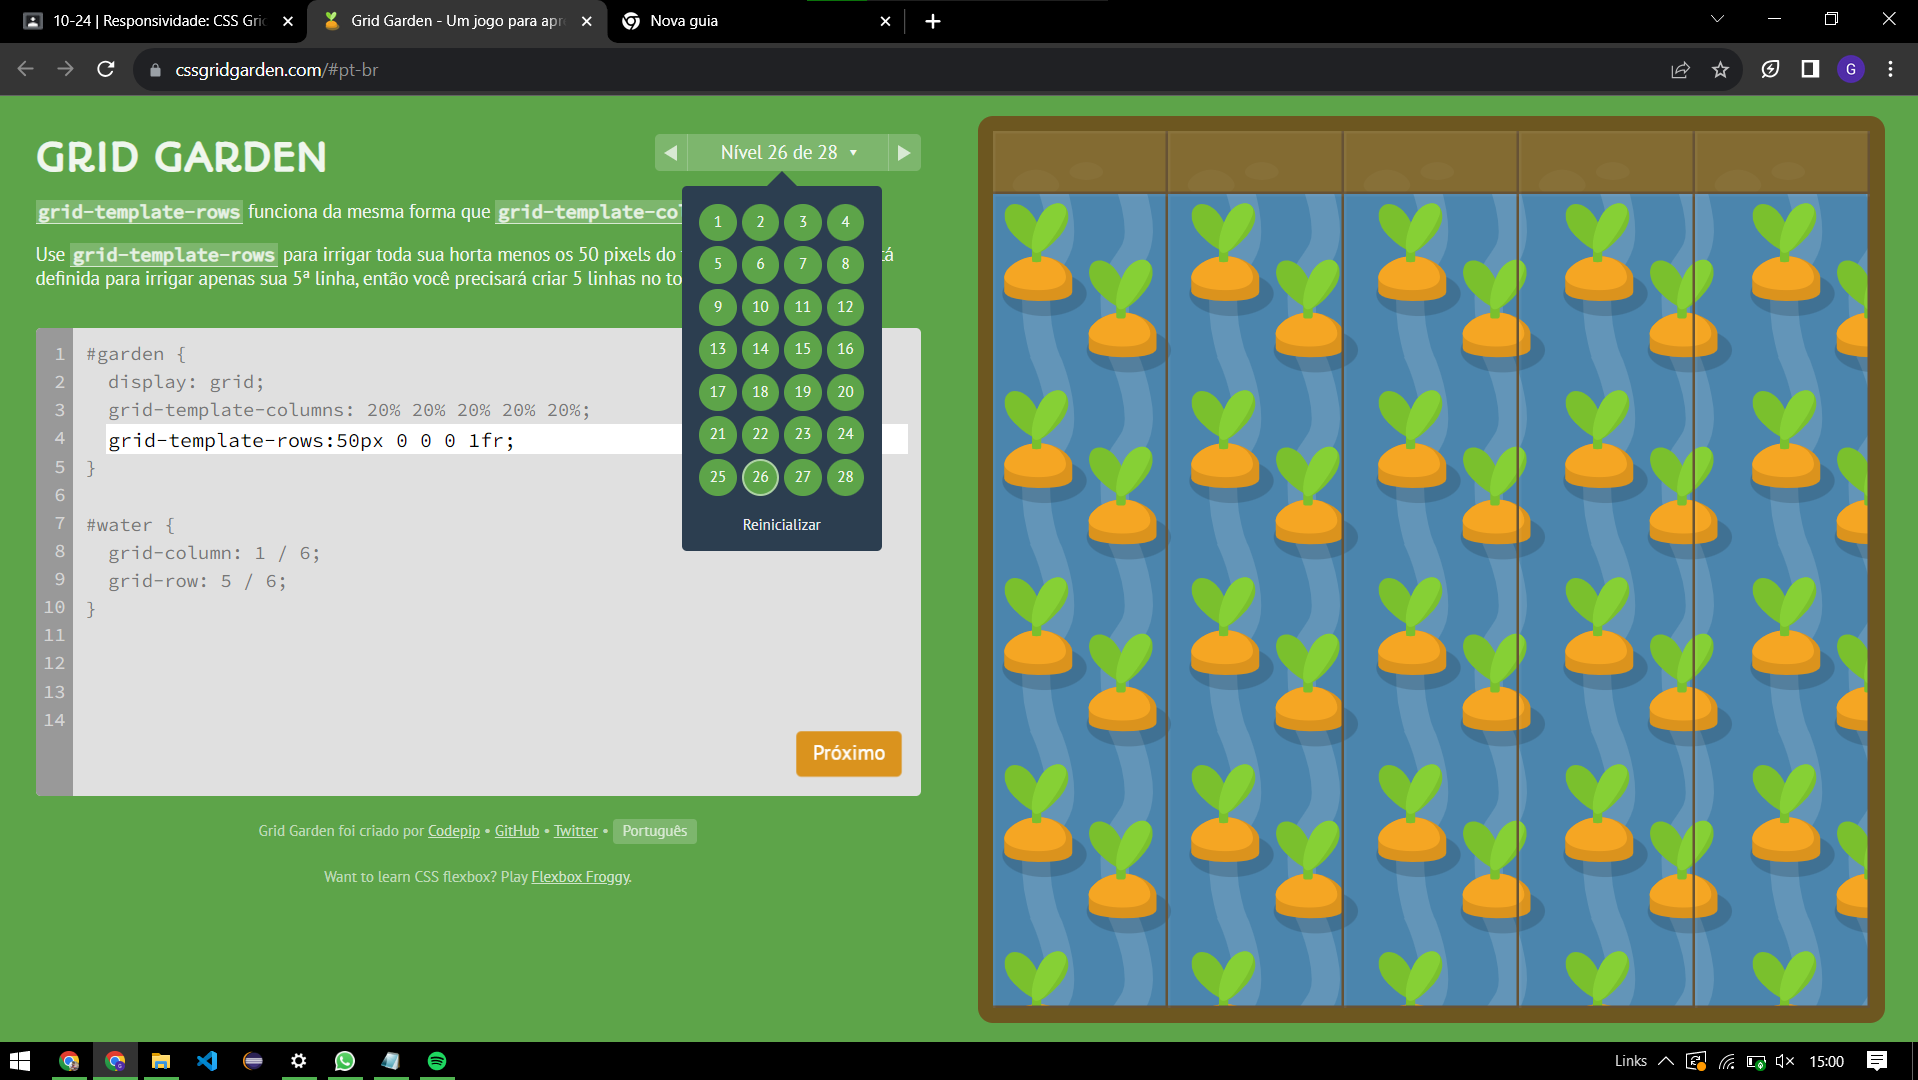 10-24 | Responsividade: CSS Gri
Grid Garden - Um jogo para apr
Nova guia
cssgridgarden.com/#pt-br
G
GRID GARDEN
Nível 26 de 28
grid-template-rows funciona da mesma forma que grid-template-co
Use grid-template-rows para irrigar toda sua horta menos os 50 pixels do
definida para irrigar apenas sua 5ª linha, então você precisará criar 5 linhas no to
1 2 3 4
5 6 7 8
9 10 11 12
13 14 15 16
17 18 19 20
21 22 23 24
25 26 27 28
Reinicializar
1 #garden {
2 display: grid;
3 grid-template-columns: 20% 20% 20% 20% 20%;
4 grid-template-rows:50px 0 0 0 1fr;
5 }
6
7 #water {
8 grid-column: 1 / 6;
9 grid-row: 5 / 6;
10 }
11
12
13
14
Próximo
Grid Garden foi criado por Codepip • GitHub • Twitter • Português
Want to learn CSS flexbox? Play Flexbox Froggy.
Links
15:00